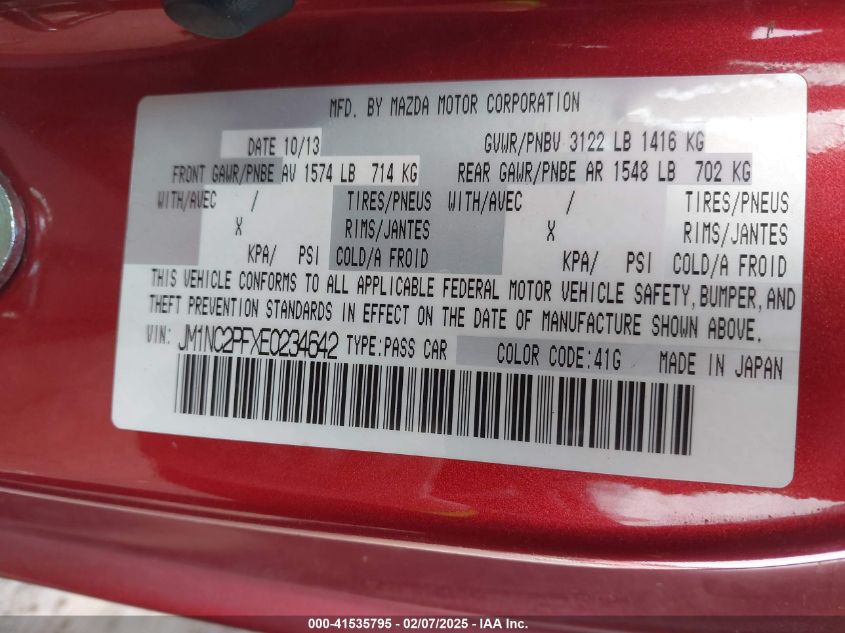 MFD. BY MAZDA MOTOR CORPORATION
DATE 10/13 GVWR/PNBV 3122 LB 1416 KG
FRONT GAWR/PNBE AV 1574 LB 714 KG REAR GAWR/PNBE AR 1548 LB 702 KG
WITH/AVEC / TIRES/PNEUS WITH/AVEC / TIRES/PNEUS
X RIMS/JANTES X RIMS/JANTES
KPA/ PSI COLD/A FROID KPA/ PSI COLD/A FROID
THIS VEHICLE CONFORMS TO ALL APPLICABLE FEDERAL MOTOR VEHICLE SAFETY, BUMPER, AND
THEFT PREVENTION STANDARDS IN EFFECT ON THE DATE OF MANUFACTURE SHOWN ABOVE.
VIN: JM1NC2PFXE0234642 TYPE:PASS CAR COLOR CODE:41G MADE IN JAPAN
000-41535795 - 02/07/2025 - IAA Inc.